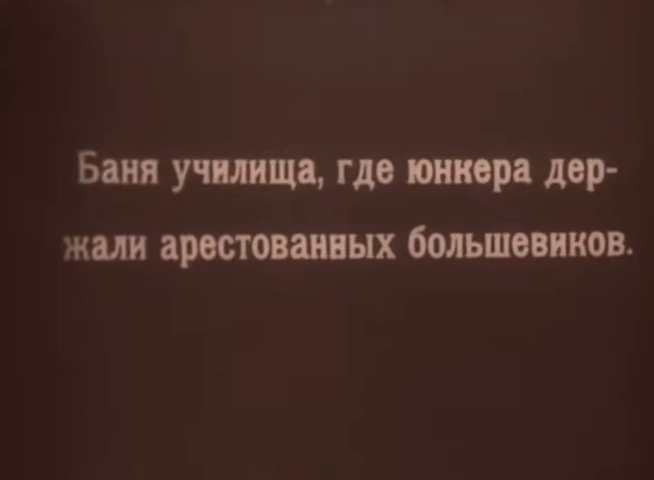 Баня училища, где юнкера дер-
жали арестованных большевиков.